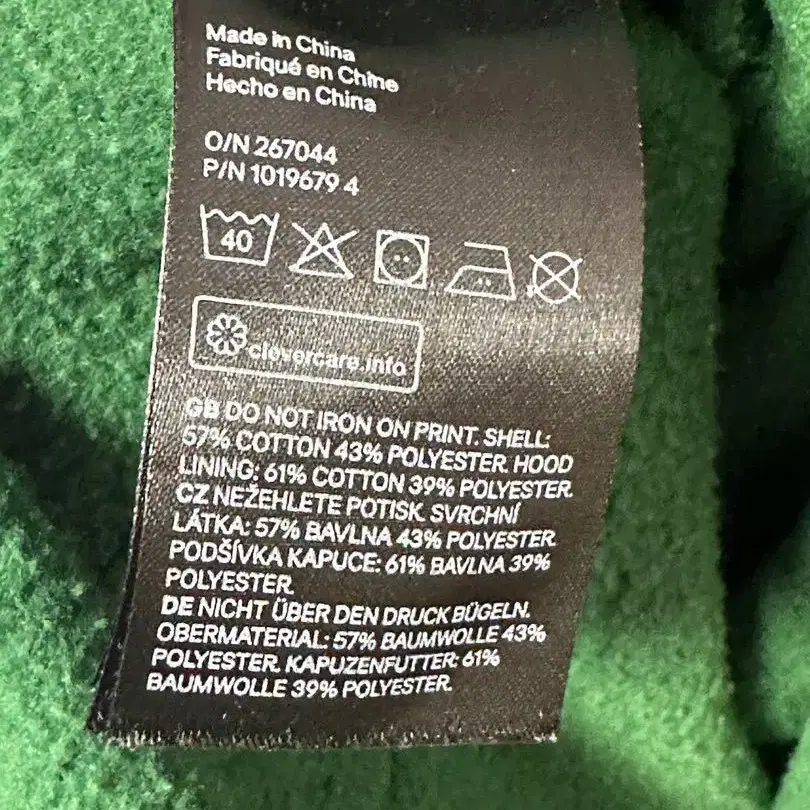 Made in China
Fabriqué en Chine
Hecho en China
O/N 267044
P/N 1019679 4
40
clevercare.info
GB DO NOT IRON ON PRINT. SHELL:
57% COTTON 43% POLYESTER. HOOD
LINING: 61% COTTON 39% POLYESTER.
CZ NEŽEHLETE POTISK. SVRCHNÍ
LÁTKA: 57% BAVLNA 43% POLYESTER.
PODŠÍVKA KAPUCE: 61% BAVLNA 39%
POLYESTER.
DE NICHT ÜBER DEN DRUCK BÜGELN.
OBERMATERIAL: 57% BAUMWOLLE 43%
POLYESTER. KAPUZENFUTTER: 61%
BAUMWOLLE 39% POLYESTER.